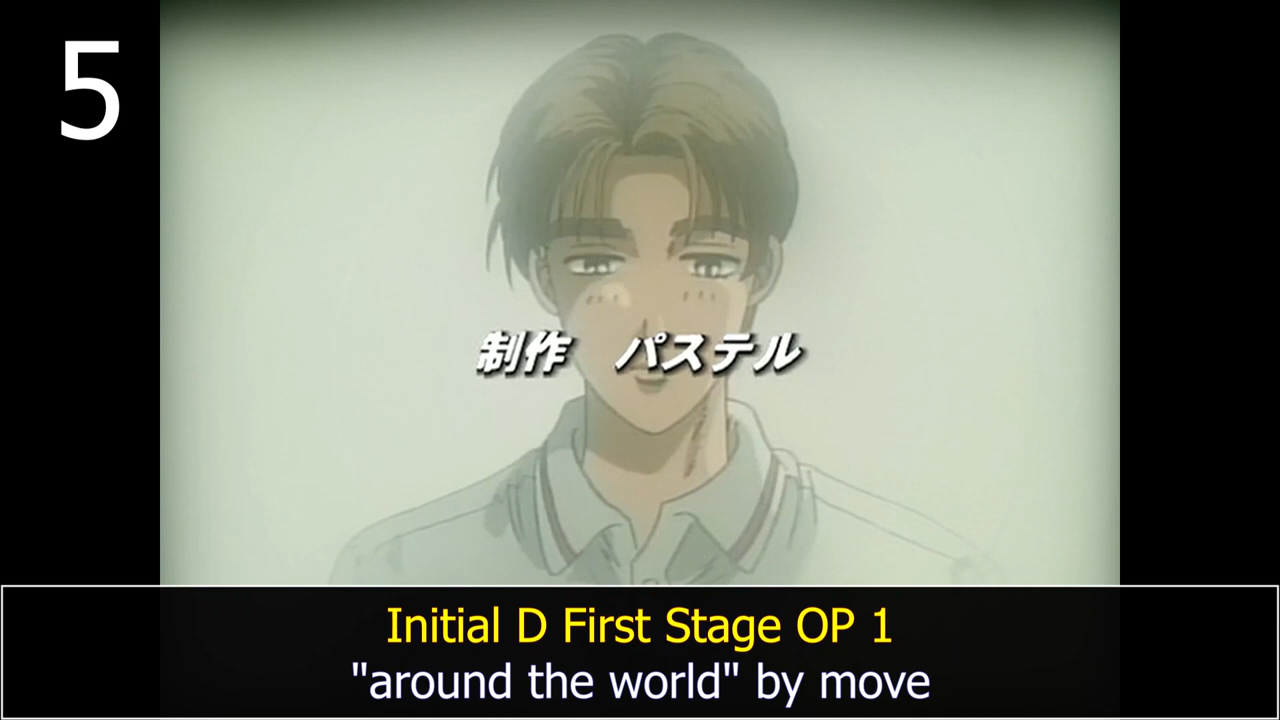 5
制作 パステル
Initial D First Stage OP 1
"around the world" by move